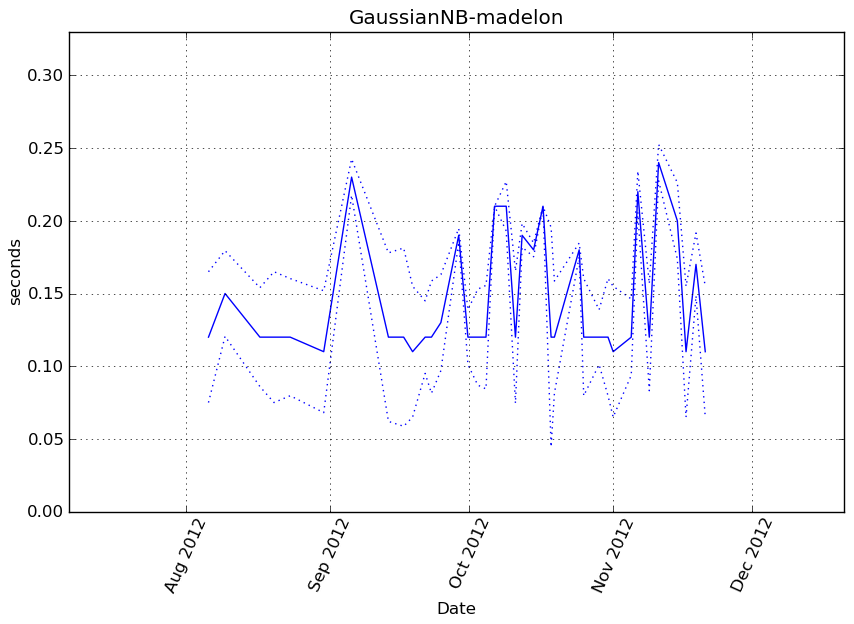 GaussianNB-madelon
0.30
0.25
0.20
0.15
0.10
0.05
0.00
seconds
Aug 2012
Sep 2012
Oct 2012
Nov 2012
Dec 2012
Date